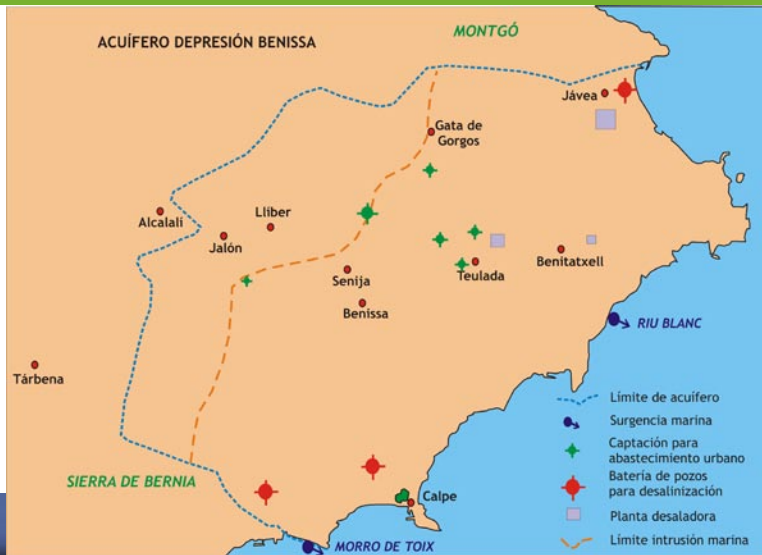 ACUÍFERO DEPRESIÓN BENISSA
MONTGÓ
Jávea
Gata de
Gorgos
Alcalalí
Llíber
Jalón
Senija
Benissa
Teulada
Benitatxell
Tárbena
RIU BLANC
SIERRA DE BERNIA
Calpe
MORRO DE TOIX
Límite de acuífero
Surgencia marina
Captación para
abastecimiento urbano
Batería de pozos
para desalinización
Planta desaladora
Límite intrusión marina